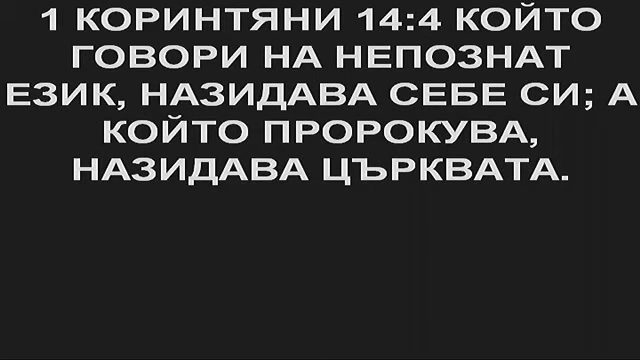 1 КОРИНТЯНИ 14:4 КОЙТО
ГОВОРИ НА НЕПОЗНАТ
ЕЗИК, НАЗИДАВА СЕБЕ СИ; А
КОЙТО ПРОРОКУВА,
НАЗИДАВА ЦЪРКВАТА.